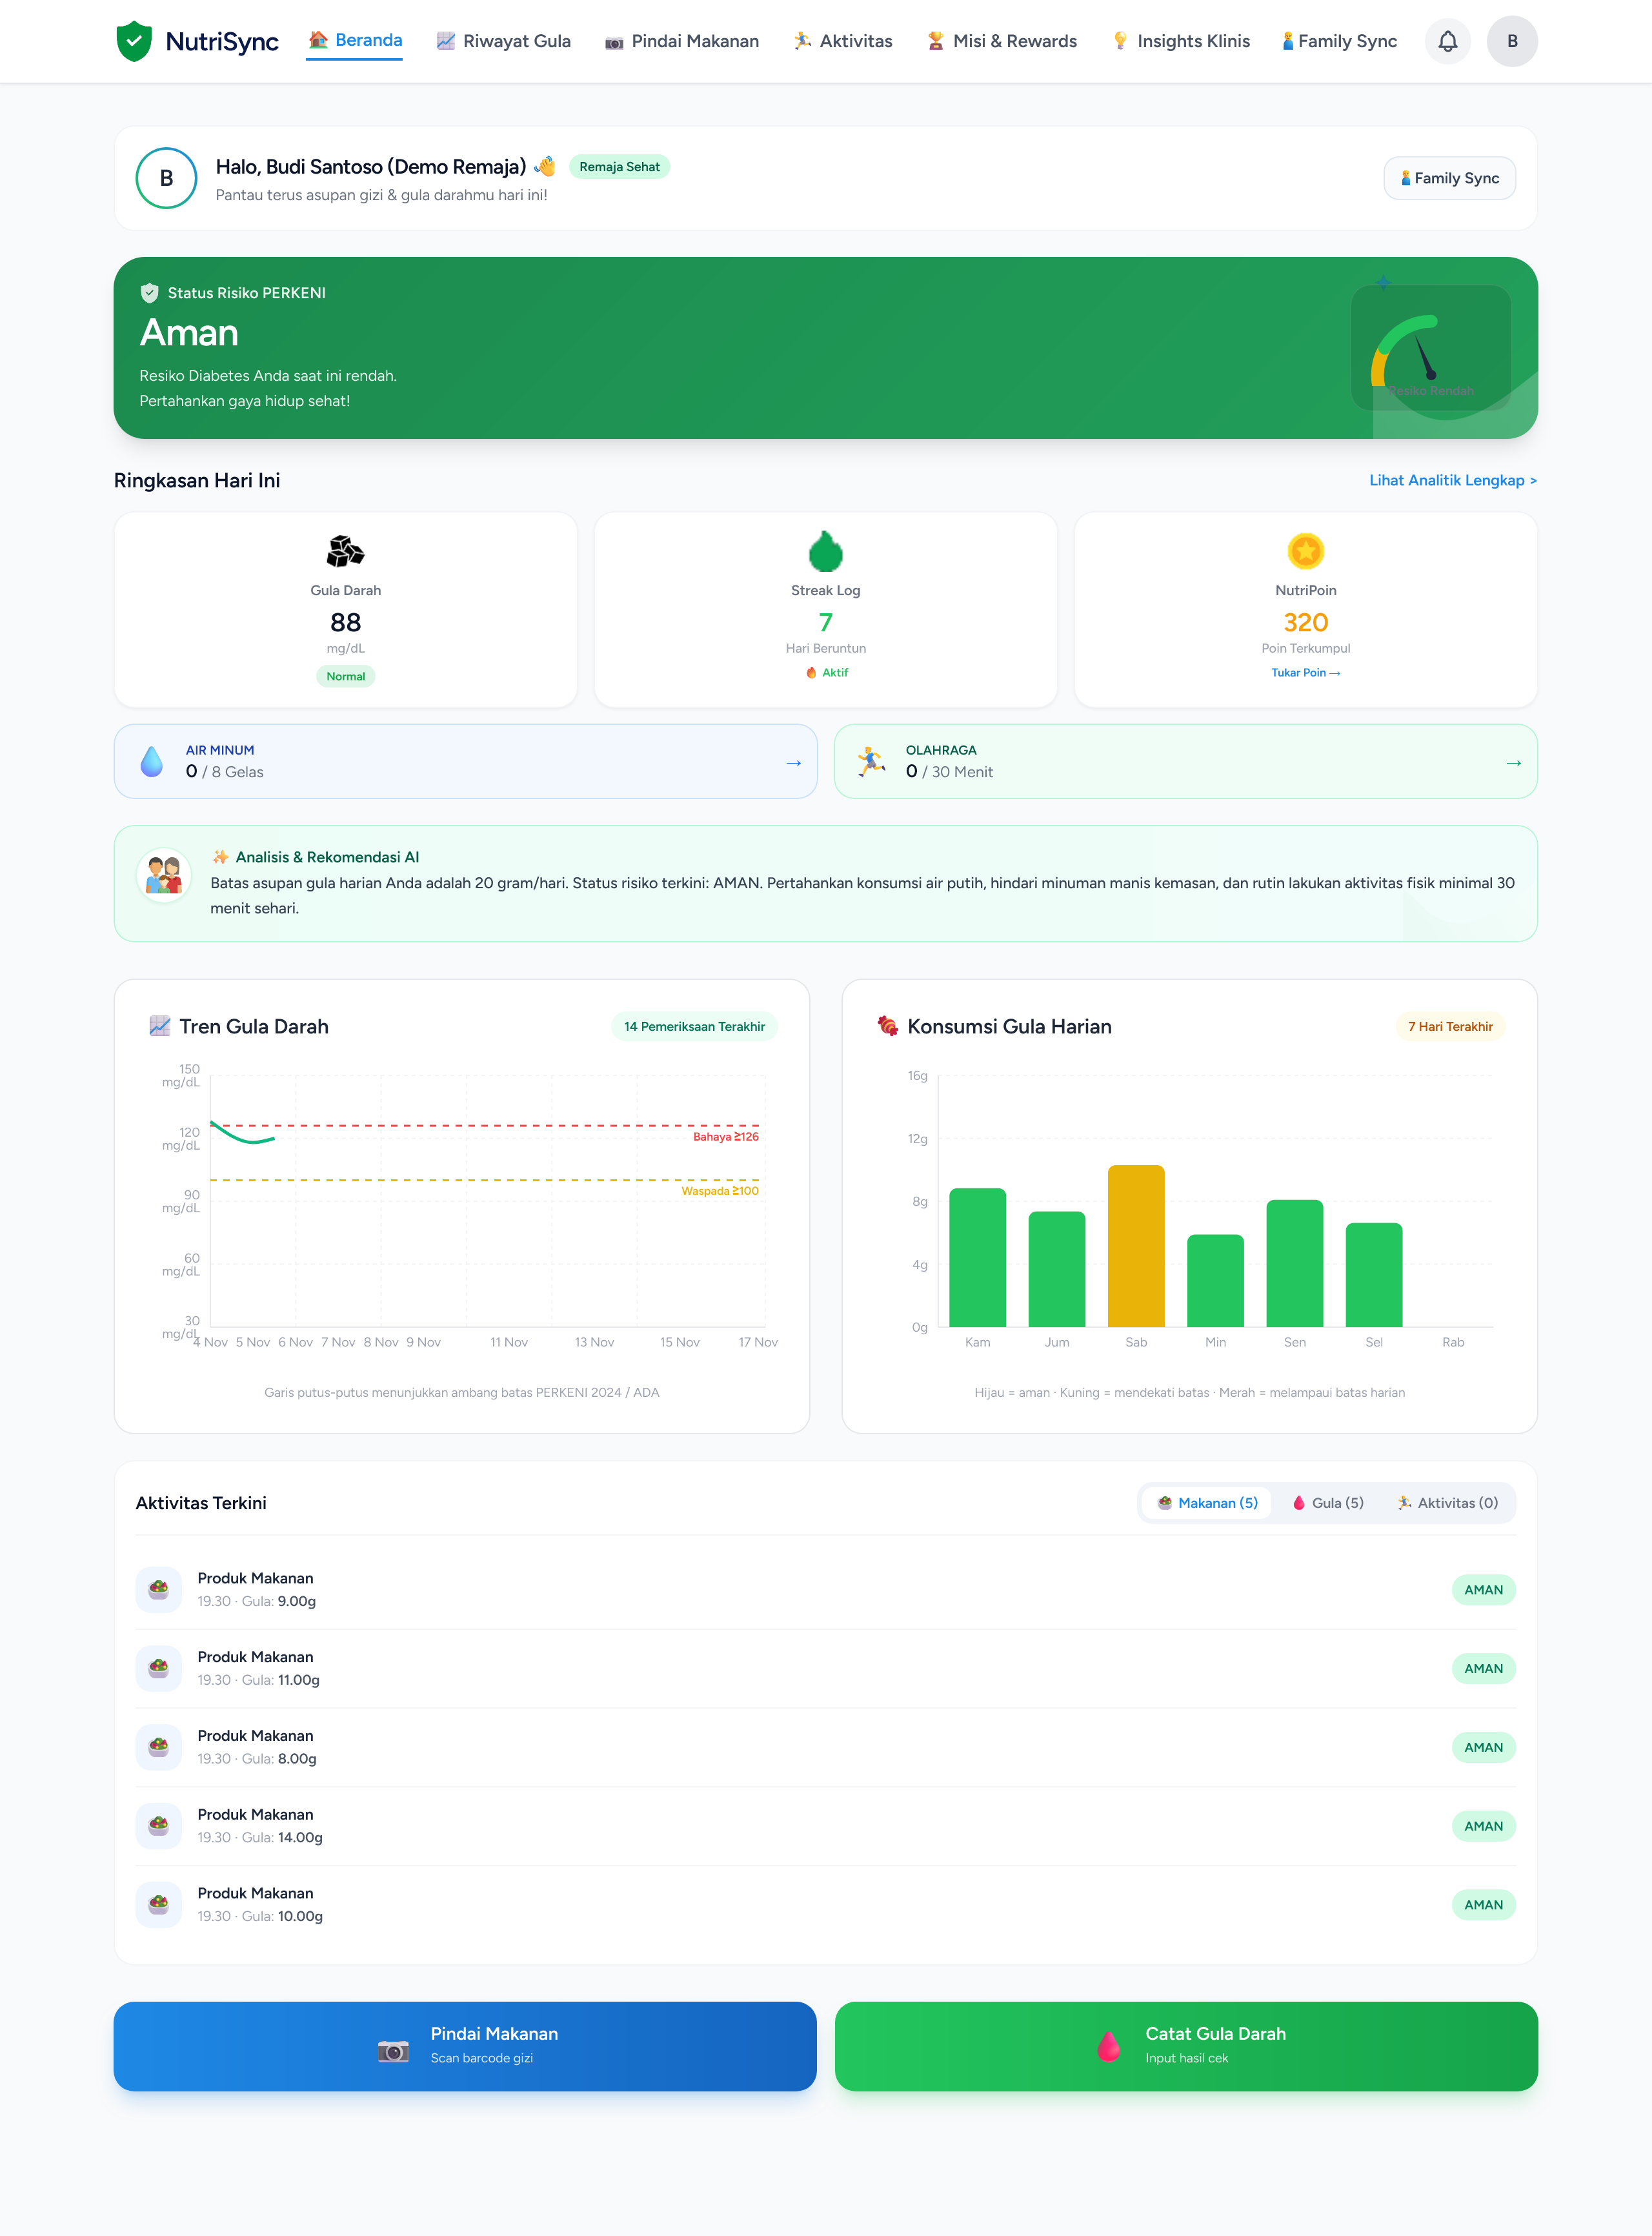 NutriSync
Beranda
Riwayat Gula
Pindai Makanan
Aktivitas
Misi & Rewards
Insights Klinis
Family Sync
B
B
Halo, Budi Santoso (Demo Remaja)
Remaja Sehat
Pantau terus asupan gizi & gula darahmu hari ini!
Family Sync
Status Risiko PERKENI
Aman
Resiko Diabetes Anda saat ini rendah.
Pertahankan gaya hidup sehat!
Resiko Rendah
Ringkasan Hari Ini
Lihat Analitik Lengkap >
Gula Darah
88
mg/dL
Normal
Streak Log
7
Hari Beruntun
Aktif
NutriPoin
320
Poin Terkumpul
Tukar Poin →
AIR MINUM
0 / 8 Gelas
→
OLAHRAGA
0 / 30 Menit
→
Analisis & Rekomendasi AI
Batas asupan gula harian Anda adalah 20 gram/hari. Status risiko terkini: AMAN. Pertahankan konsumsi air putih, hindari minuman manis kemasan, dan rutin lakukan aktivitas fisik minimal 30
menit sehari.
Tren Gula Darah
14 Pemeriksaan Terakhir
150
mg/dL
120
mg/dL
90
mg/dL
60
mg/dL
30
mg/dL
Bahaya ≥126
Waspada ≥100
4 Nov 5 Nov 6 Nov 7 Nov 8 Nov 9 Nov 11 Nov 13 Nov 15 Nov 17 Nov
Garis putus-putus menunjukkan ambang batas PERKENI 2024 / ADA
Konsumsi Gula Harian
7 Hari Terakhir
16g
12g
8g
4g
0g
Kam Jum Sab Min Sen Sel Rab
Hijau = aman · Kuning = mendekati batas · Merah = melampaui batas harian
Aktivitas Terkini
Makanan (5)
Gula (5)
Aktivitas (0)
Produk Makanan
19.30 · Gula: 9.00g
AMAN
Produk Makanan
19.30 · Gula: 11.00g
AMAN
Produk Makanan
19.30 · Gula: 8.00g
AMAN
Produk Makanan
19.30 · Gula: 14.00g
AMAN
Produk Makanan
19.30 · Gula: 10.00g
AMAN
Pindai Makanan
Scan barcode gizi
Catat Gula Darah
Input hasil cek